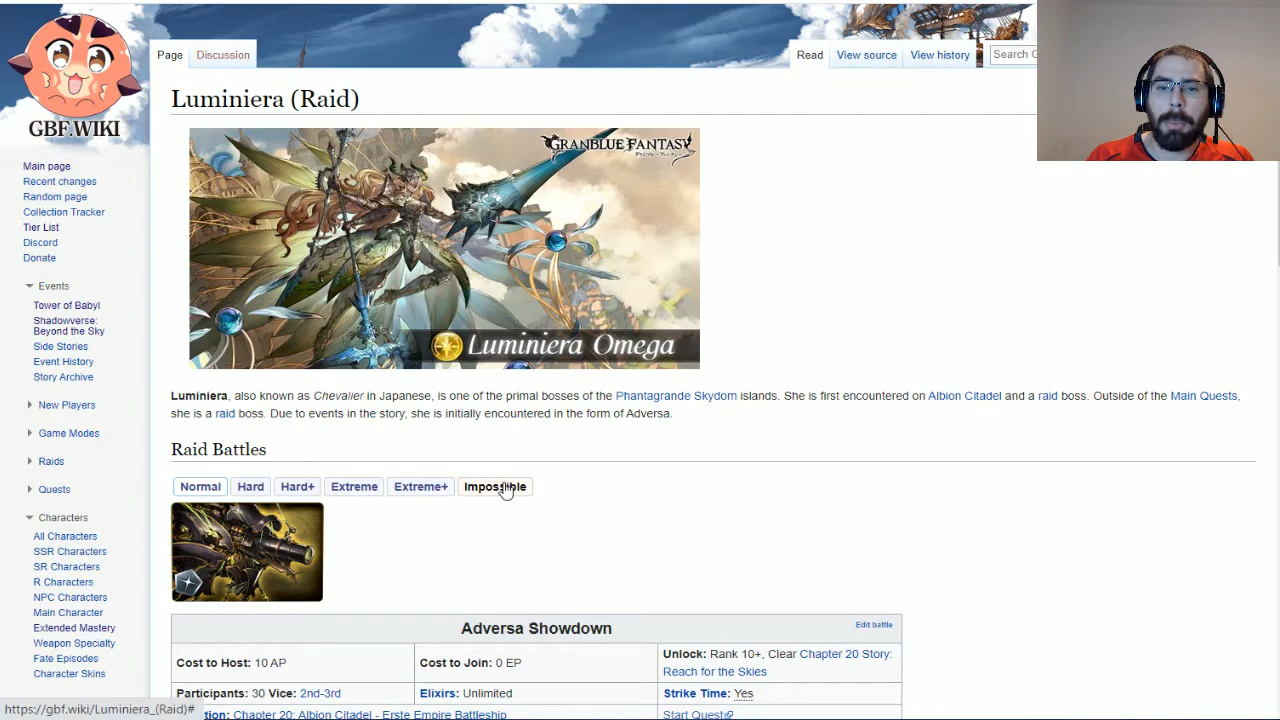 Page
Discussion
Read
View source
View history
Search G
GBF.WIKI
Main page
Recent changes
Random page
Collection Tracker
Tier List
Discord
Donate
Events
Tower of Babyl
Shadowverse:
Beyond the Sky
Side Stories
Event History
Story Archive
New Players
Game Modes
Raids
Quests
Characters
All Characters
SSR Characters
SR Characters
R Characters
NPC Characters
Main Character
Extended Mastery
Weapon Specialty
Fate Episodes
Character Skins
https://gbf.wiki/Luminiera_(Raid)#
Luminiera (Raid)
GRANBLUE FANTASY
Luminiera Omega
Luminiera, also known as Chevalier in Japanese, is one of the primal bosses of the Phantagrande Skydom islands. She is first encountered on Albion Citadel and a raid boss. Outside of the Main Quests,
she is a raid boss. Due to events in the story, she is initially encountered in the form of Adversa.
Raid Battles
Normal Hard Hard+ Extreme Extreme+ Impossible
Adversa Showdown
Edit battle
Cost to Host: 10 AP
Cost to Join: 0 EP
Unlock: Rank 10+, Clear Chapter 20 Story:
Reach for the Skies
Participants: 30 Vice: 2nd-3rd
Elixirs: Unlimited
Strike Time: Yes
tion: Chapter 20: Albion Citadel - Erste Empire Battleship
Start Quest